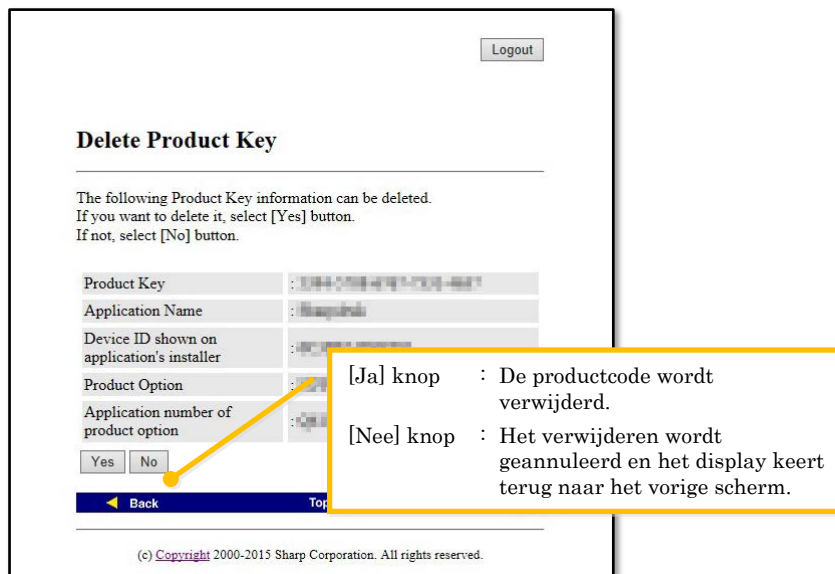 Logout
Delete Product Key
The following Product Key information can be deleted.
If you want to delete it, select [Yes] button.
If not, select [No] button.
Product Key :
Application Name :
Device ID shown on
application's installer :
Product Option :
Application number of
product option :
[Ja] knop : De productcode wordt
verwijderd.
[Nee] knop : Het verwijderen wordt
geannuleerd en het display keert
terug naar het vorige scherm.
Yes No
Back Top
(c) Copyright 2000-2015 Sharp Corporation. All rights reserved.